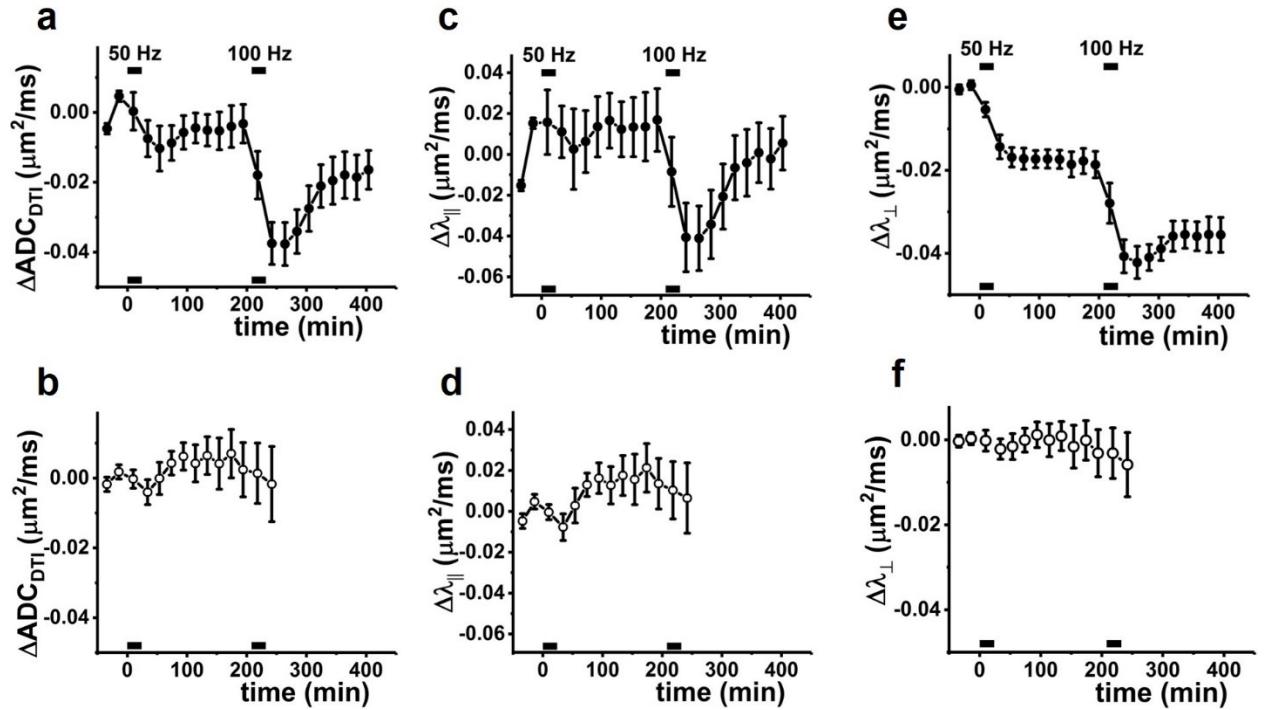 a
50 Hz 100 Hz
ΔADC_DTI (μm²/ms)
0.00
-0.02
-0.04
0 100 200 300 400
time (min)
c
50 Hz 100 Hz
Δλ∥ (μm²/ms)
0.04
0.02
0.00
-0.02
-0.04
-0.06
0 100 200 300 400
time (min)
e
50 Hz 100 Hz
Δλ⊥ (μm²/ms)
0.00
-0.02
-0.04
0 100 200 300 400
time (min)
b
ΔADC_DTI (μm²/ms)
0.00
-0.02
-0.04
0 100 200 300 400
time (min)
d
Δλ∥ (μm²/ms)
0.04
0.02
0.00
-0.02
-0.04
-0.06
0 100 200 300 400
time (min)
f
Δλ⊥ (μm²/ms)
0.00
-0.02
-0.04
0 100 200 300 400
time (min)